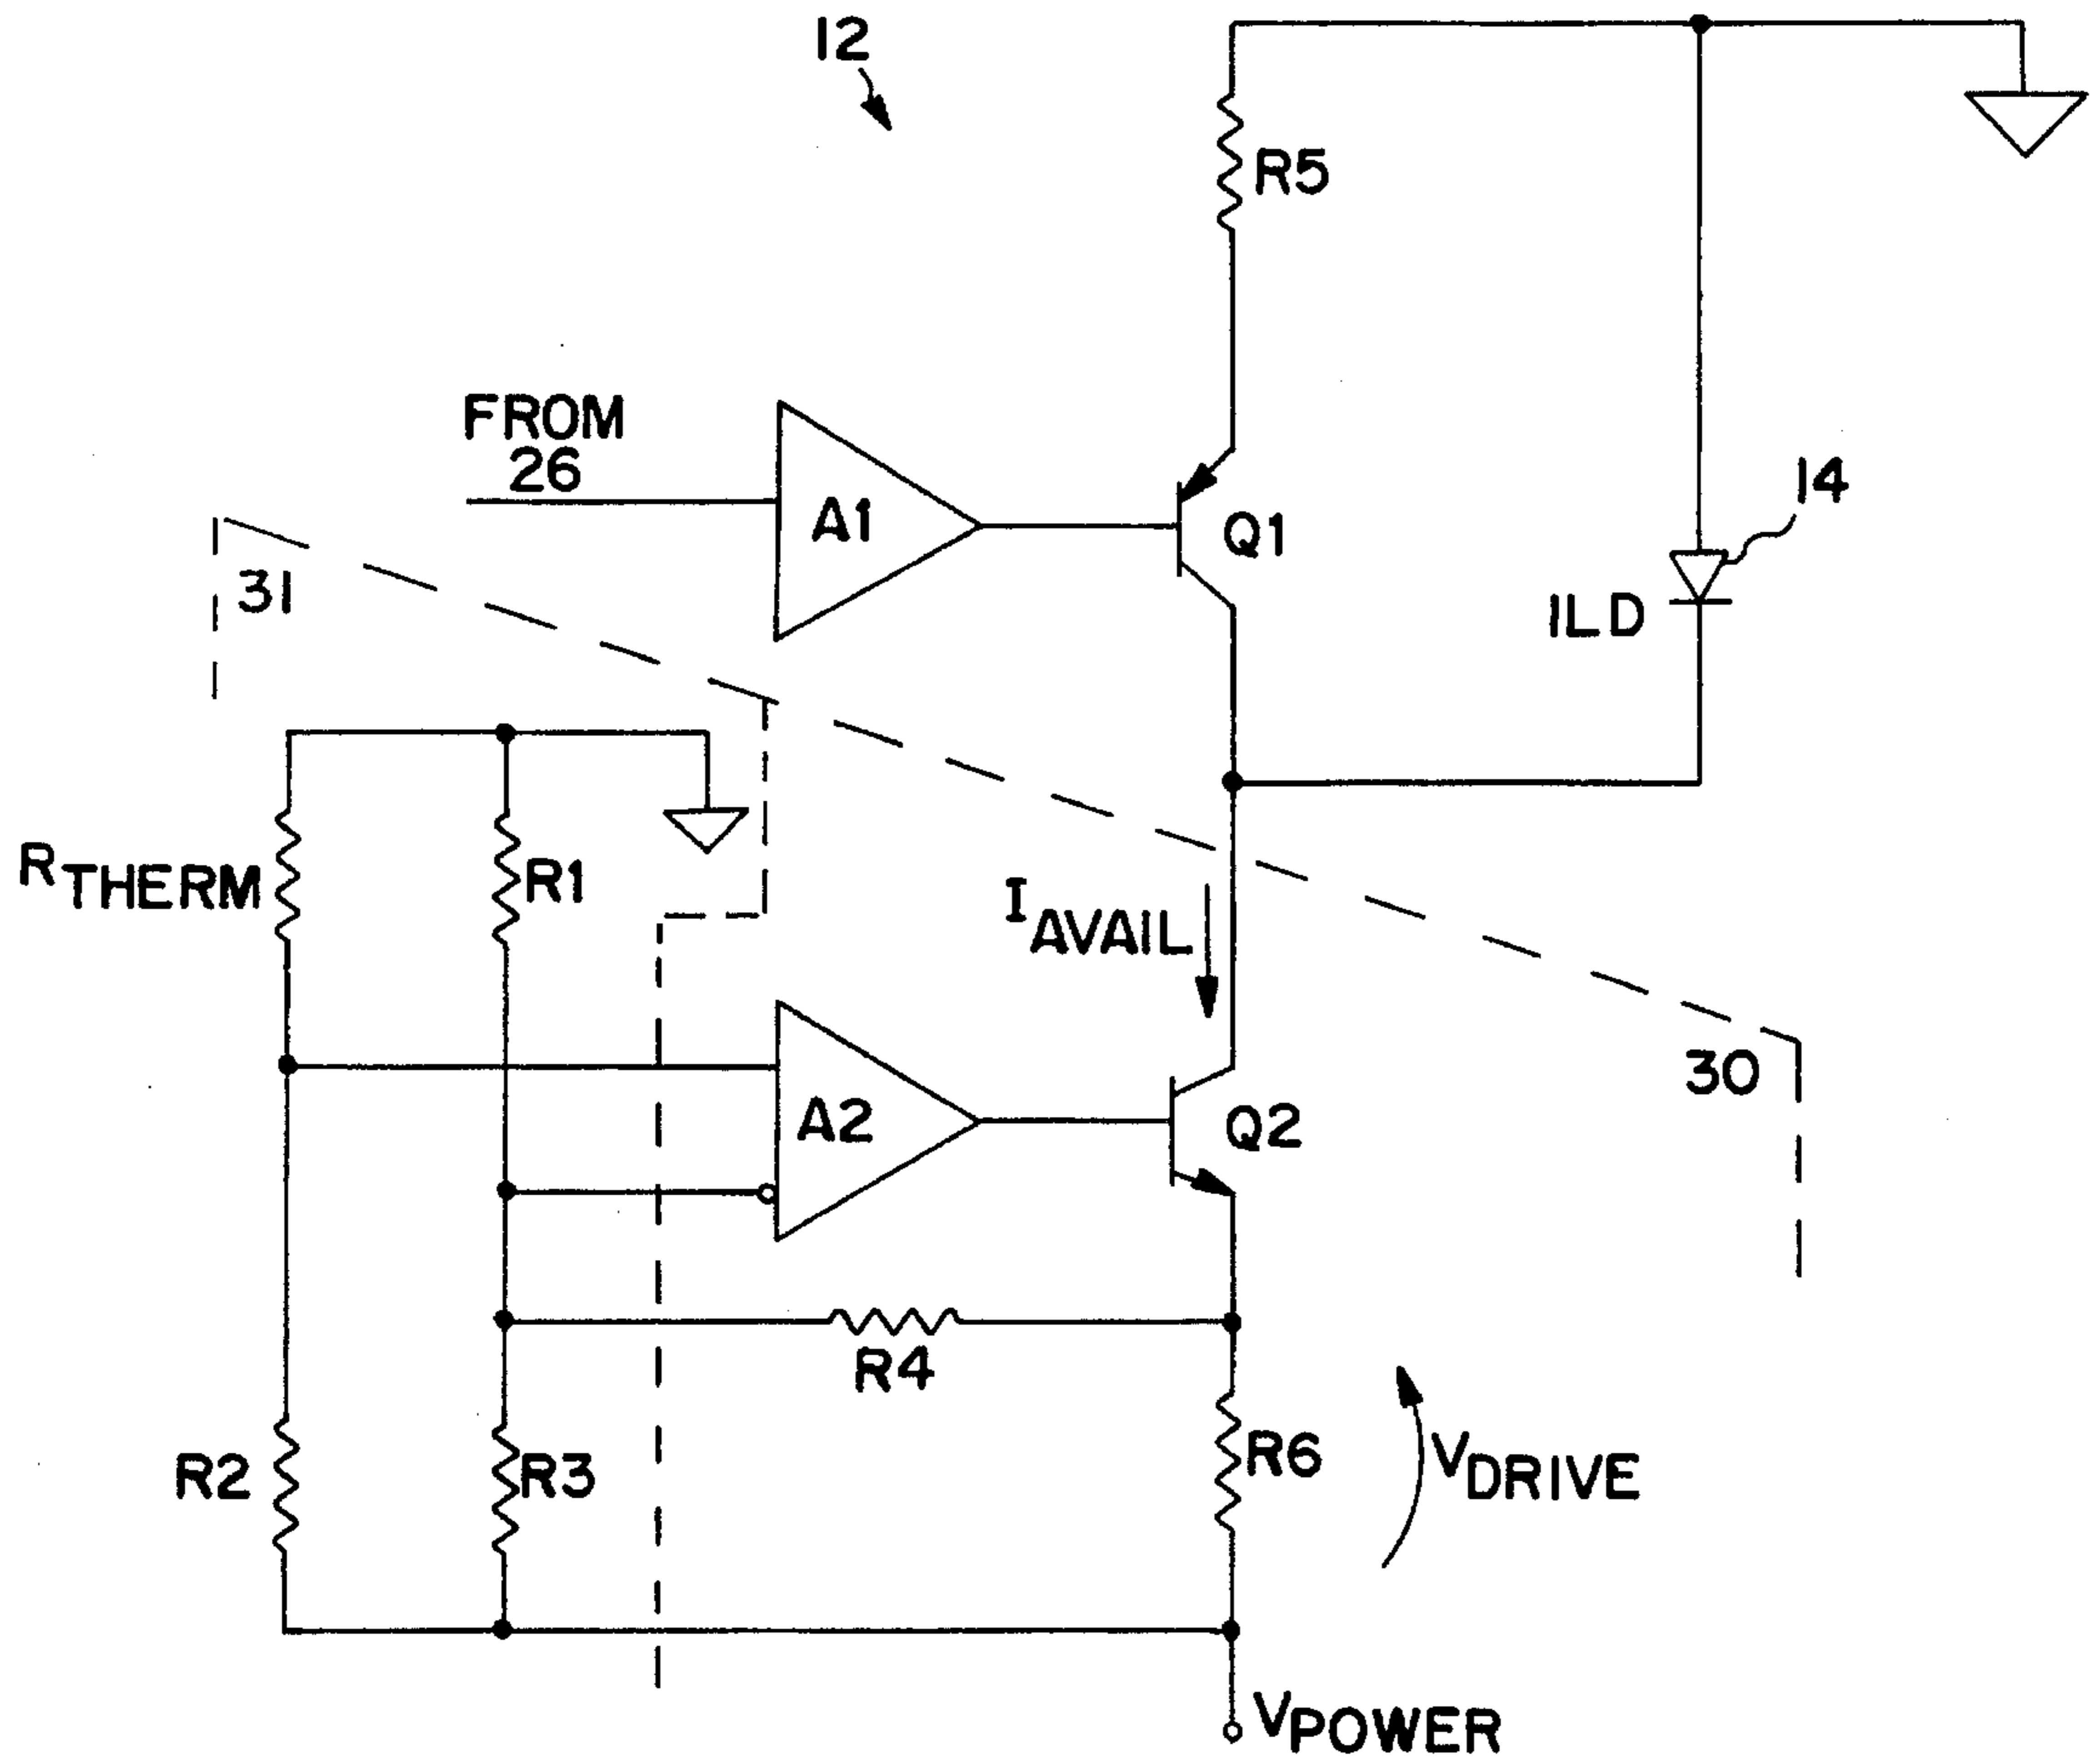 12
R5
FROM
26
A1
Q1
14
ILD
31
RTHERM
R1
IAVAIL
30
A2
Q2
R4
R2
R3
R6
VDRIVE
VPOWER